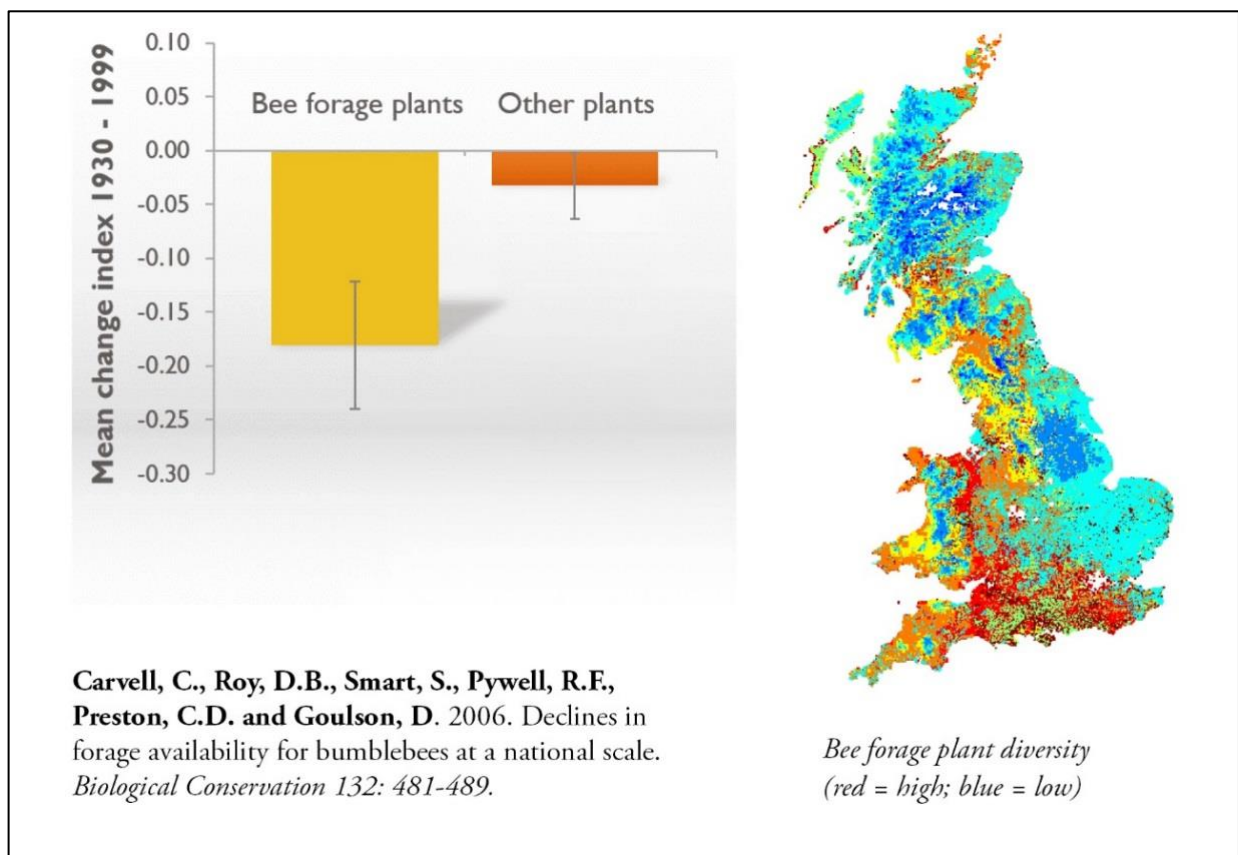 Mean change index 1930 - 1999
0.10
0.05
0.00
-0.05
-0.10
-0.15
-0.20
-0.25
-0.30
Bee forage plants
Other plants
Carvell, C., Roy, D.B., Smart, S., Pywell, R.F.,
Preston, C.D. and Goulson, D. 2006. Declines in
forage availability for bumblebees at a national scale.
Biological Conservation 132: 481-489.
Bee forage plant diversity
(red = high; blue = low)